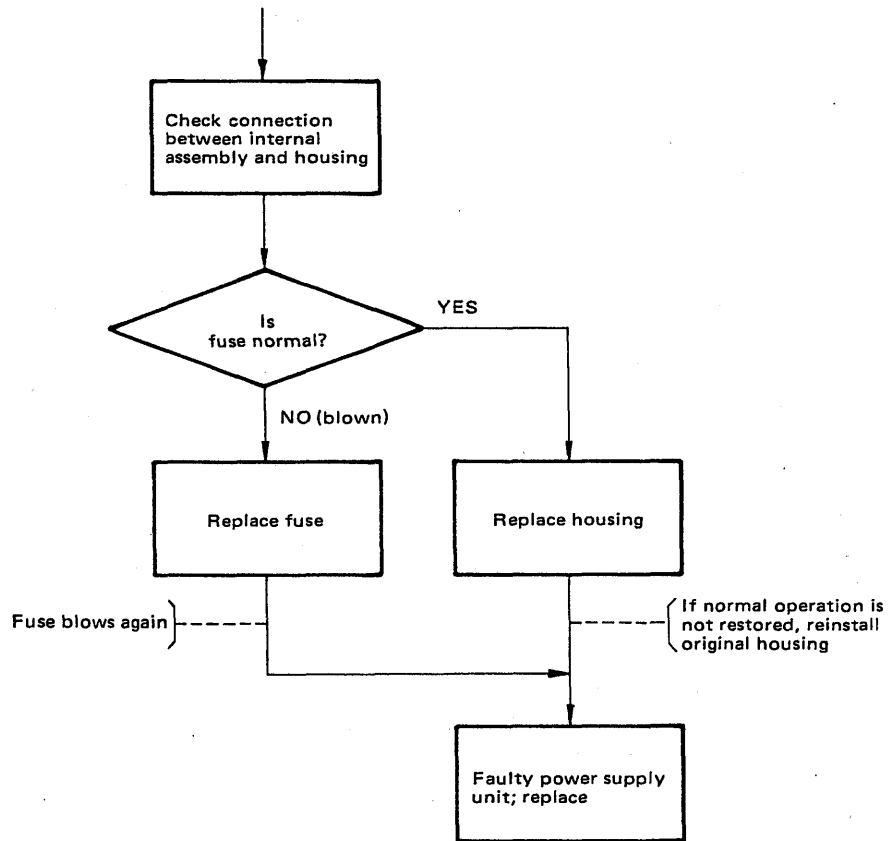 Check connection
between internal
assembly and housing
Is
fuse normal?
YES
NO (blown)
Replace fuse
Replace housing
Fuse blows again
If normal operation is
not restored, reinstall
original housing
Faulty power supply
unit; replace